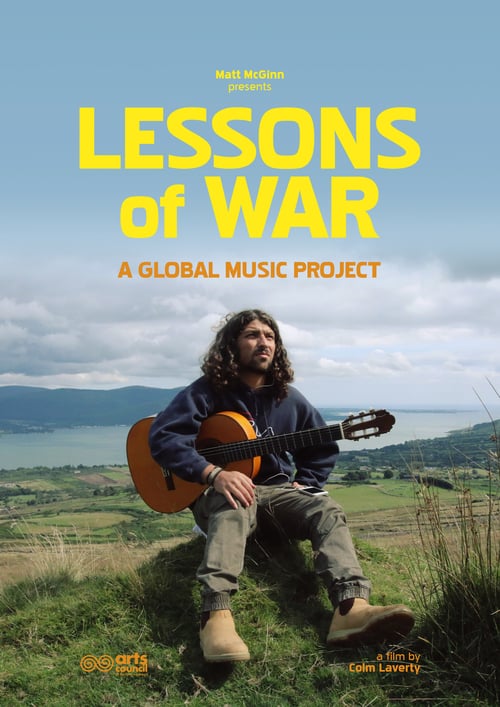 Matt McGinn
presents
LESSONS
of WAR
A GLOBAL MUSIC PROJECT
arts
council
a film by
Colm Laverty